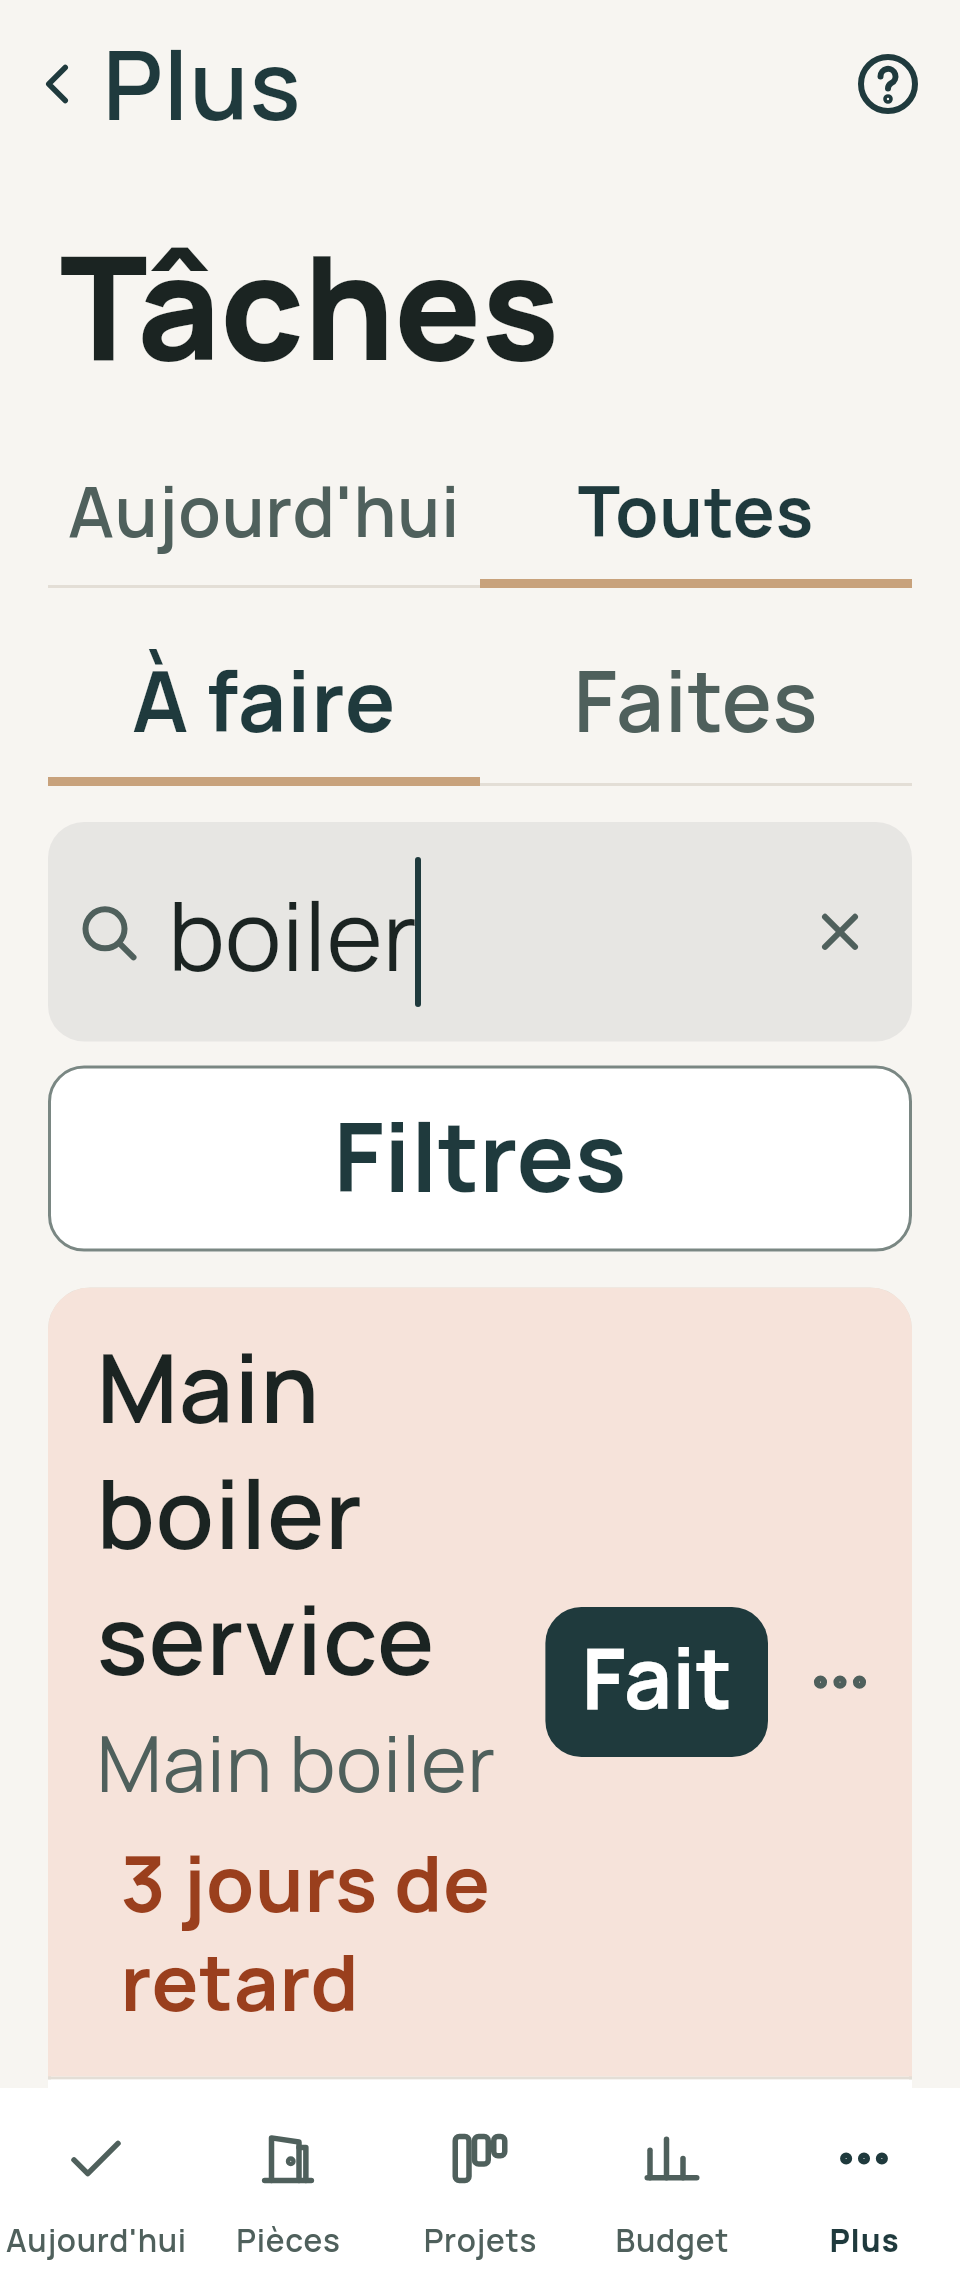 Plus
Tâches
Aujourd'hui
Toutes
À faire
Faites
boiler
Filtres
Main
boiler
service
Main boiler
3 jours de
retard
Fait
Aujourd'hui
Pièces
Projets
Budget
Plus